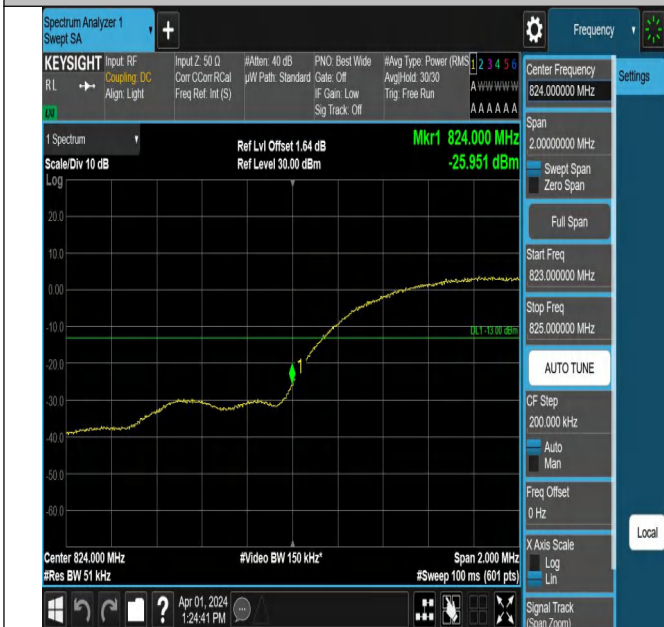 Spectrum Analyzer 1
Swept SA
+
Frequency
KEYSIGHT
RL
LXI
Input: RF
Coupling: DC
Align: Light
Input Z: 50 Ω
Corr CCorr RCal
Freq Ref: Int (S)
#Atten: 40 dB
µW Path: Standard
PNO: Best Wide
Gate: Off
IF Gain: Low
Sig Track: Off
#Avg Type: Power (RMS
Avg|Hold: 30/30
Trig: Free Run
1 2 3 4 5 6
A W W W W W
A A A A A A
1 Spectrum
Scale/Div 10 dB
Log
Ref Lvl Offset 1.64 dB
Ref Level 30.00 dBm
Mkr1 824.000 MHz
-25.951 dBm
20.0
10.0
0.00
-10.0
-20.0
-30.0
-40.0
-50.0
-60.0
DL1 -13.00 dBm
1
Center 824.000 MHz
#Res BW 51 kHz
#Video BW 150 kHz*
Span 2.000 MHz
#Sweep 100 ms (601 pts)
Apr 01, 2024
1:24:41 PM
?
Center Frequency
824.000000 MHz
Span
2.00000000 MHz
Swept Span
Zero Span
Full Span
Start Freq
823.000000 MHz
Stop Freq
825.000000 MHz
AUTO TUNE
CF Step
200.000 kHz
Auto
Man
Freq Offset
0 Hz
X Axis Scale
Log
Lin
Signal Track
(Span Zoom)
Settings
Local